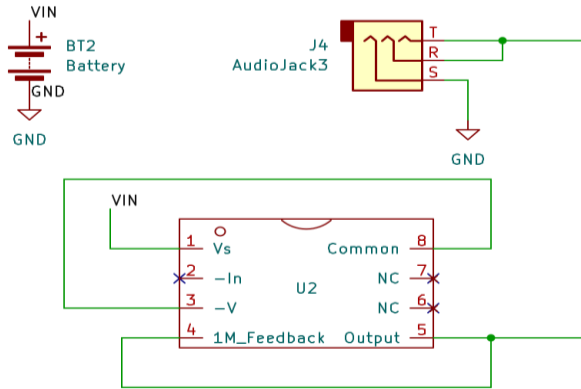 VIN
+
BT2
Battery
GND
GND
J4
AudioJack3
T
R
S
GND
VIN
1 Vs
2 -In
3 -V
4 1M_Feedback
U2
Common 8
NC 7
NC 6
Output 5